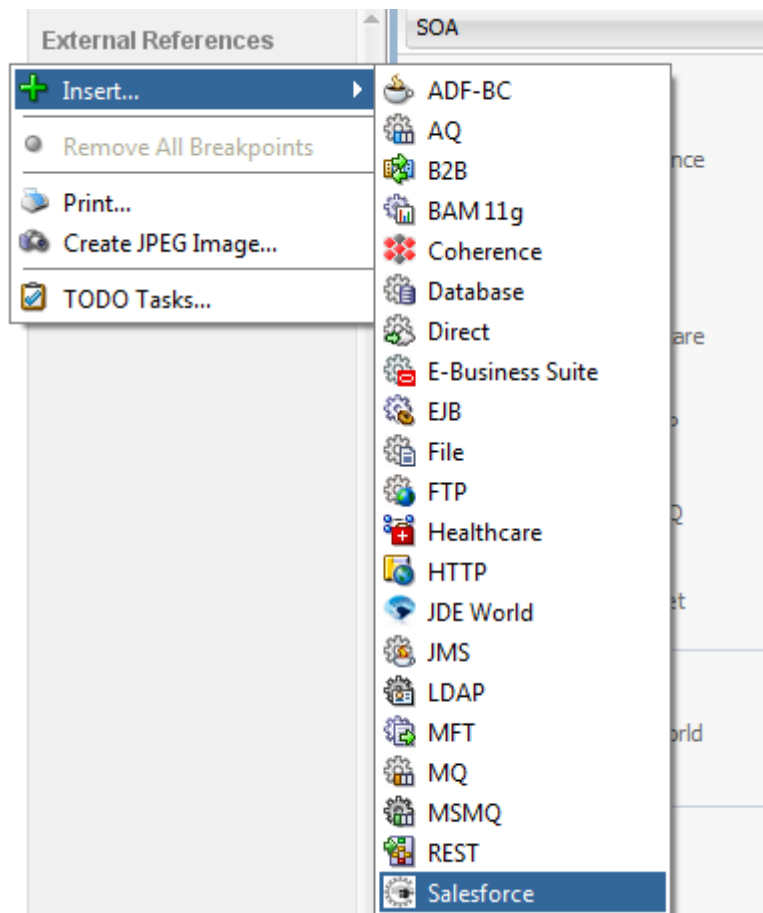 External References
SOA
Insert...
Remove All Breakpoints
Print...
Create JPEG Image...
TODO Tasks...
ADF-BC
AQ
B2B
BAM 11g
Coherence
Database
Direct
E-Business Suite
EJB
File
FTP
Healthcare
HTTP
JDE World
JMS
LDAP
MFT
MQ
MSMQ
REST
Salesforce